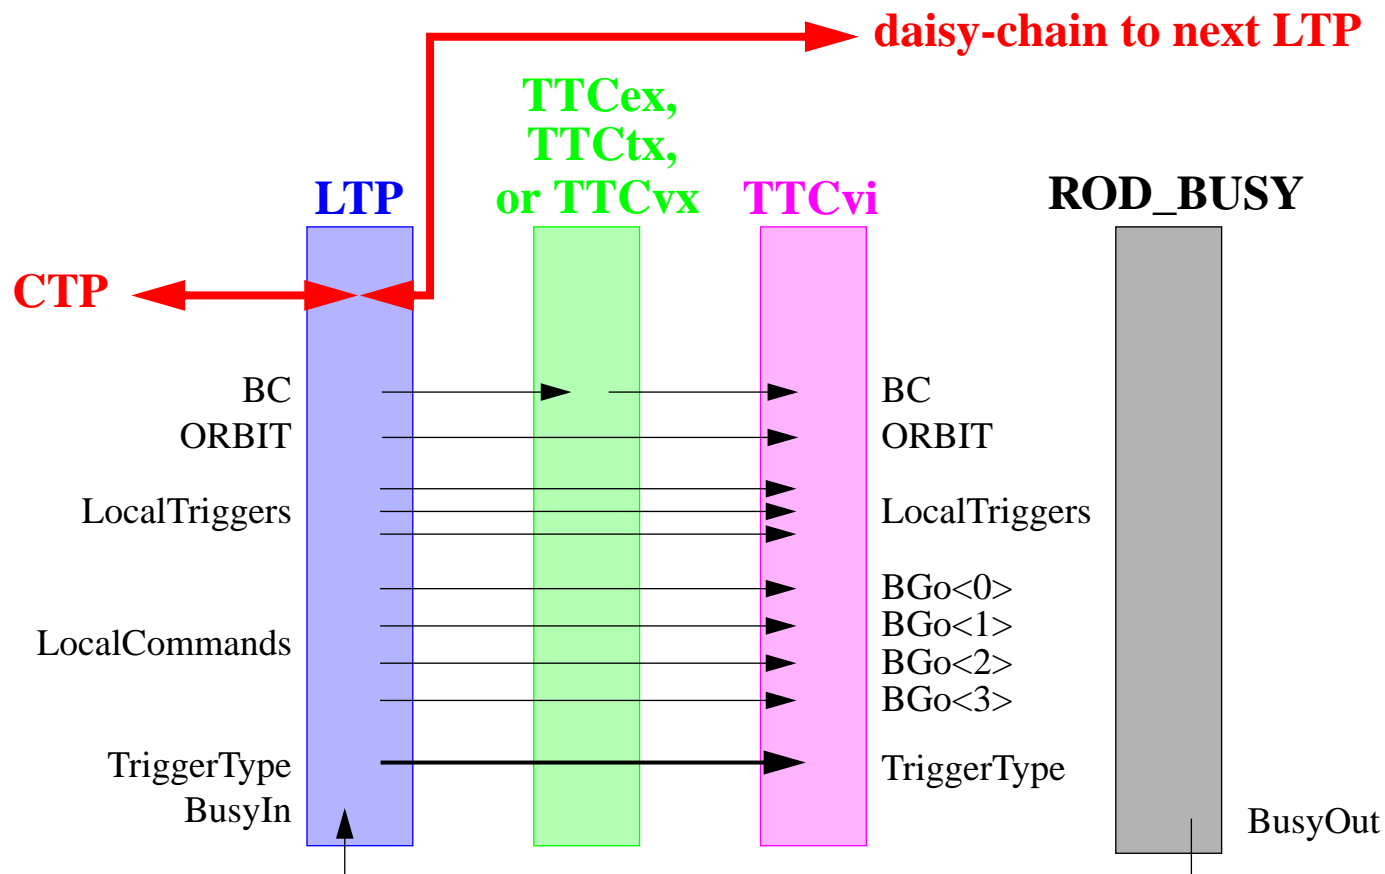 daisy-chain to next LTP
TTCex,
TTCtx,
or TTCvx
LTP
TTCvi
ROD_BUSY
CTP
BC
BC
ORBIT
ORBIT
LocalTriggers
LocalTriggers
BGo<0>
BGo<1>
LocalCommands
BGo<2>
BGo<3>
TriggerType
TriggerType
BusyIn
BusyOut